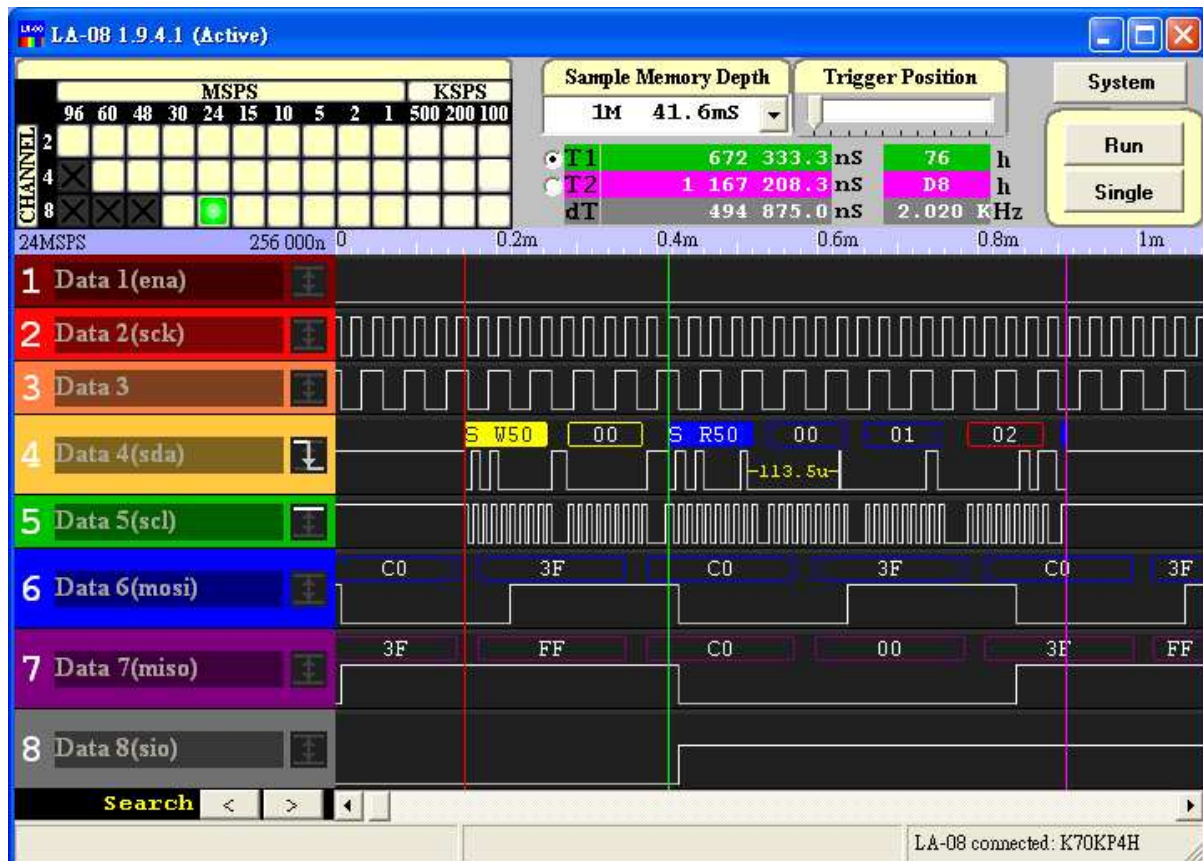 LA-08 1.9.4.1 (Active)
MSPS KSPS
96 60 48 30 24 15 10 5 2 1 500 200 100
CHANNEL
2
4
8
Sample Memory Depth
1M 41.6mS
Trigger Position
System
Run
Single
T1 672 333.3 nS 76 h
T2 1 167 208.3 nS D8 h
dT 494 875.0 nS 2.020 KHz
24MSPS 256 000n 0 0.2m 0.4m 0.6m 0.8m 1m
1 Data 1(ena)
2 Data 2(sck)
3 Data 3
4 Data 4(sda)
S W50 00 S R50 00 01 02
113.5u
5 Data 5(scl)
6 Data 6(mosi)
C0 3F C0 3F C0 3F
7 Data 7(miso)
3F FF C0 00 3F FF
8 Data 8(sio)
Search < >
LA-08 connected: K70KP4H